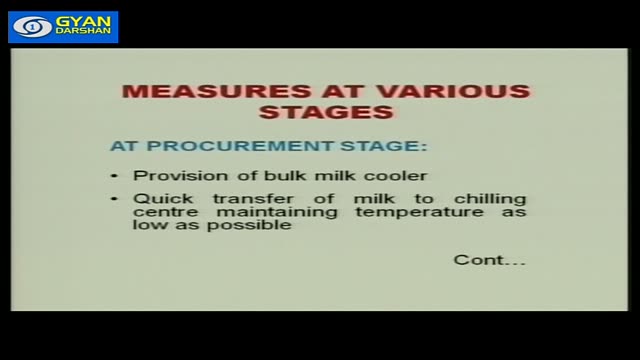 GYAN
DARSHAN
1
MEASURES AT VARIOUS
STAGES
AT PROCUREMENT STAGE:
• Provision of bulk milk cooler
• Quick transfer of milk to chilling
centre maintaining temperature as
low as possible
Cont...